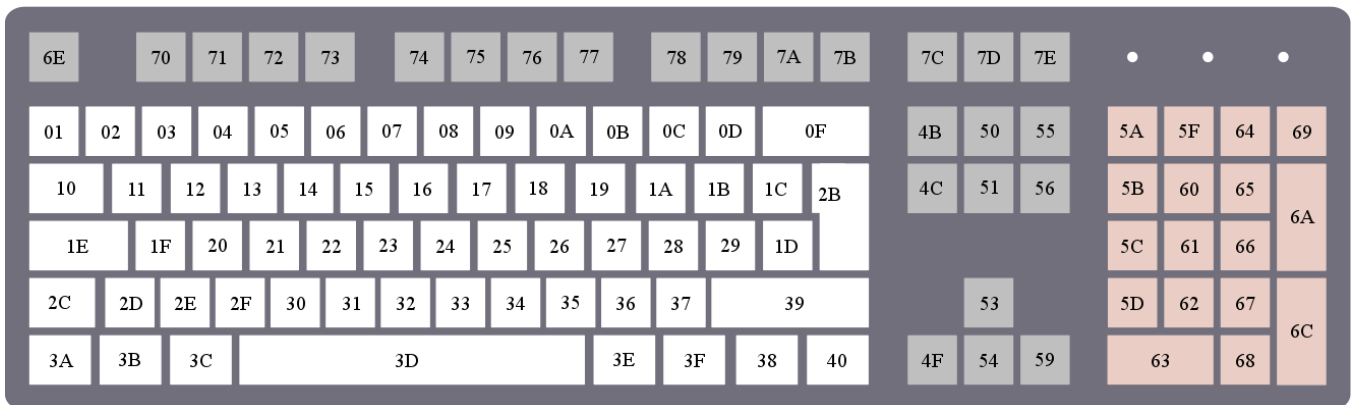 6E 70 71 72 73 74 75 76 77 78 79 7A 7B 7C 7D 7E
01 02 03 04 05 06 07 08 09 0A 0B 0C 0D 0F 4B 50 55 5A 5F 64 69
10 11 12 13 14 15 16 17 18 19 1A 1B 1C 2B 4C 51 56 5B 60 65 6A
1E 1F 20 21 22 23 24 25 26 27 28 29 1D 5C 61 66
2C 2D 2E 2F 30 31 32 33 34 35 36 37 39 53 5D 62 67 6C
3A 3B 3C 3D 3E 3F 38 40 4F 54 59 63 68